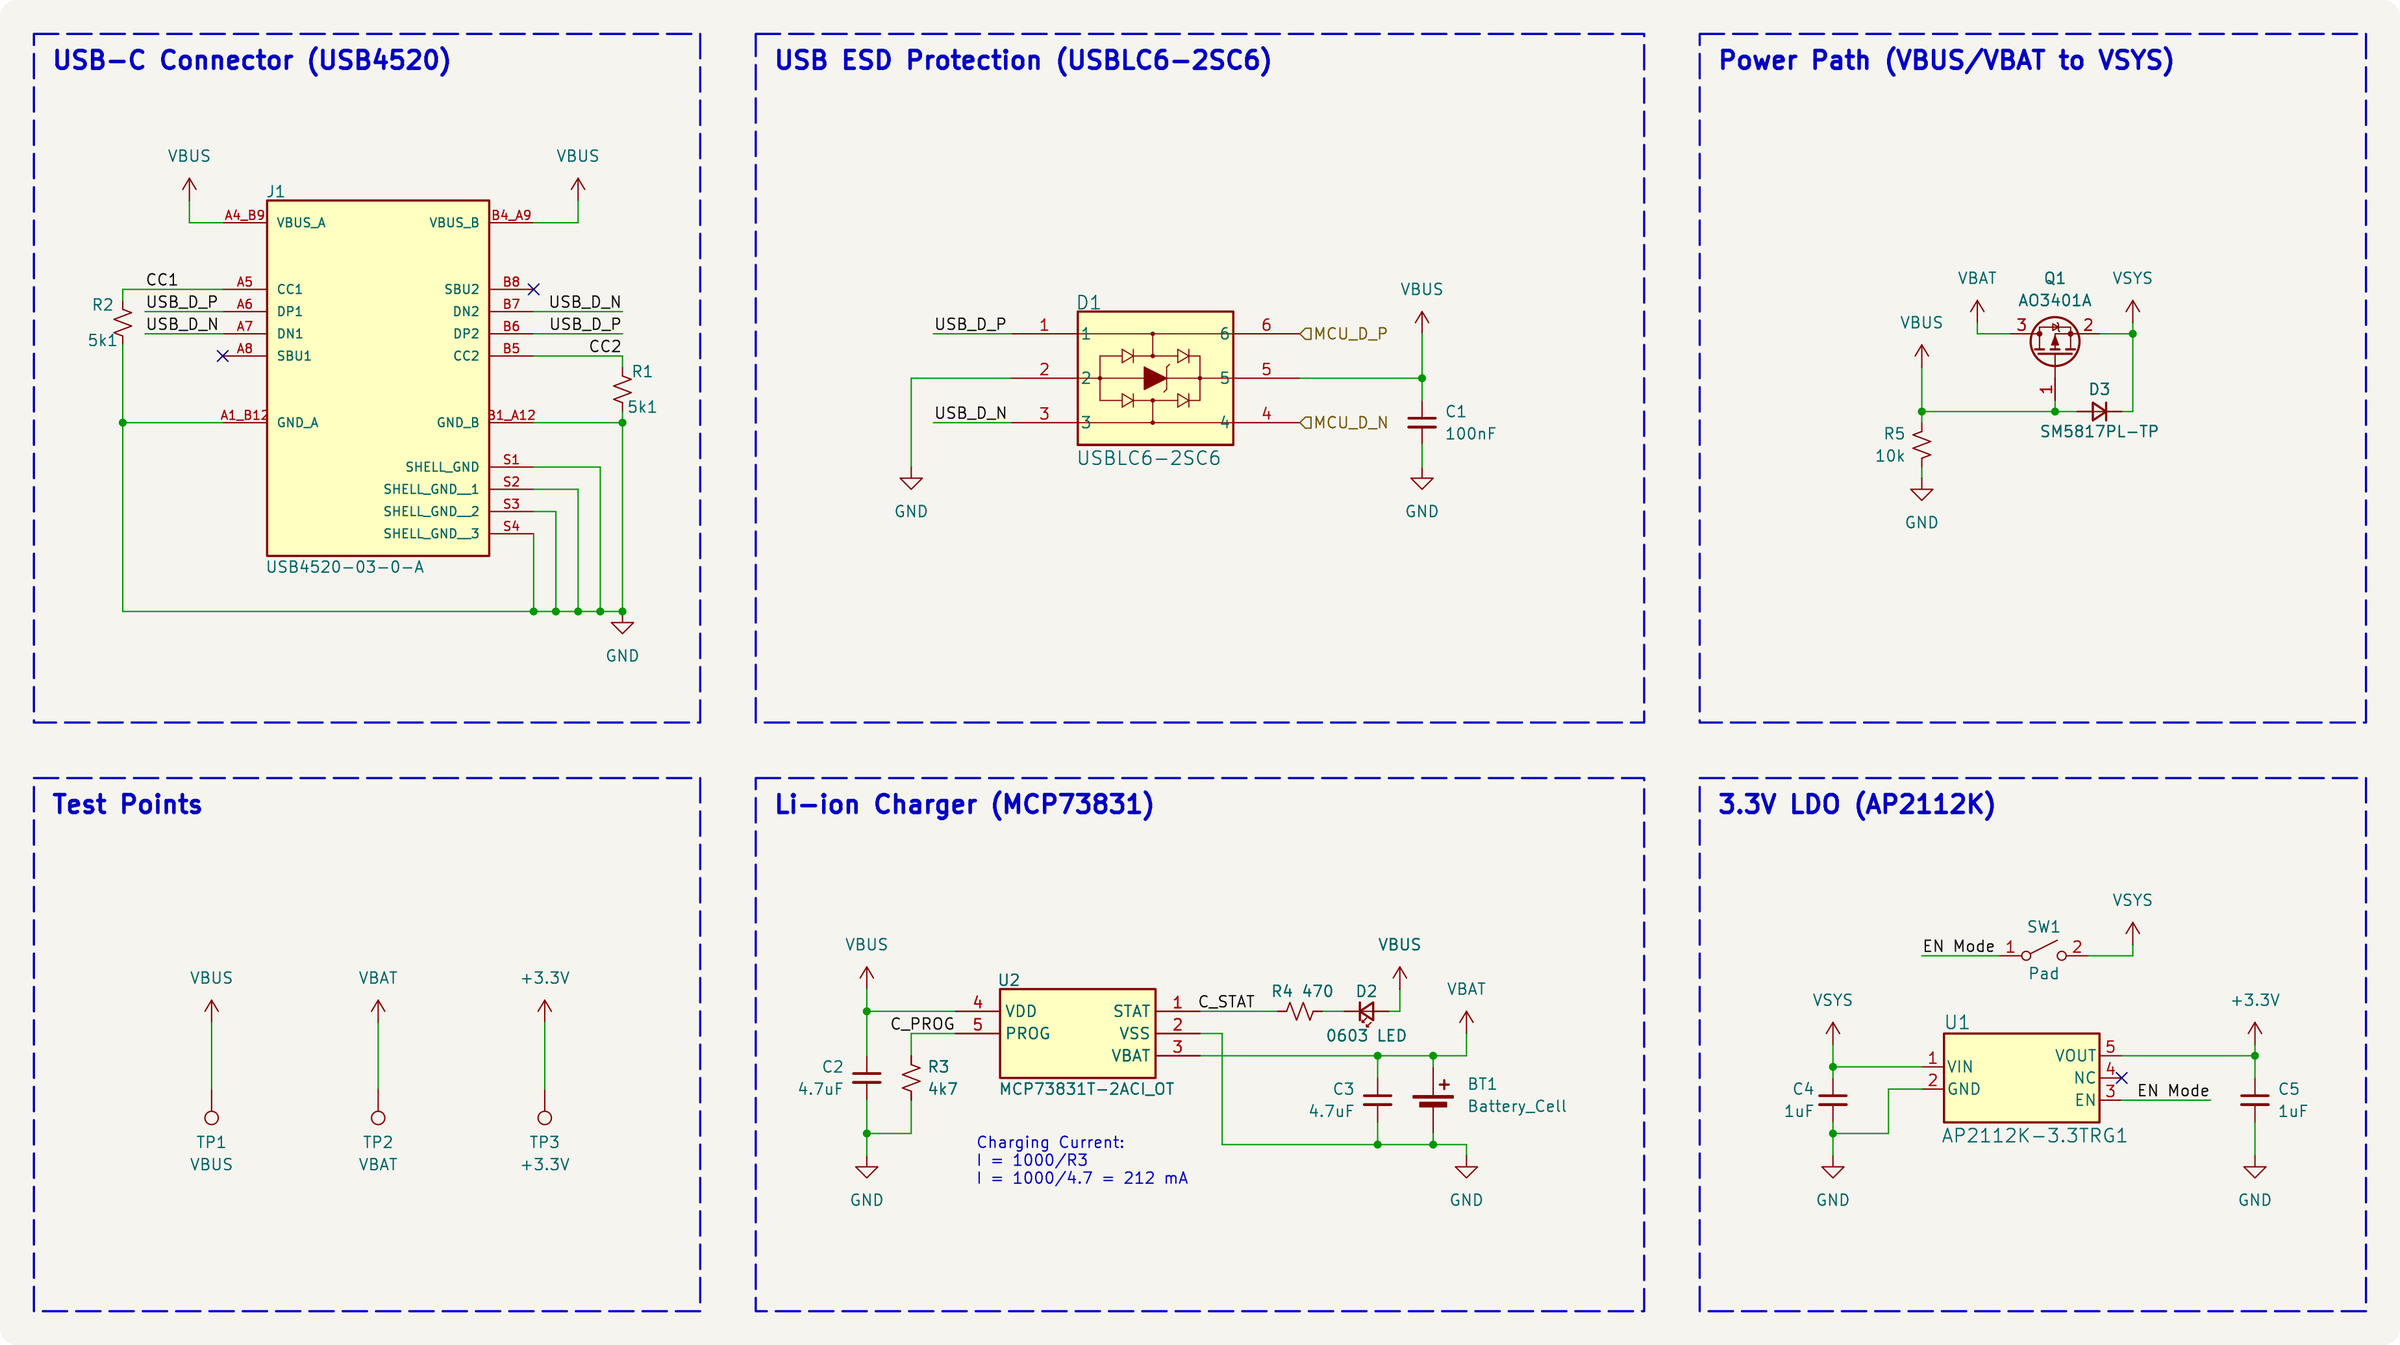 USB-C Connector (USB4520)
VBUS
VBUS
J1
A4_B9
VBUS_A
VBUS_B
B4_A9
CC1
A5
CC1
SBU2
B8
R2
USB_D_P
A6
DP1
DN2
B7
USB_D_N
USB_D_N
A7
DN1
DP2
B6
USB_D_P
5k1
A8
SBU1
CC2
B5
CC2
R1
5k1
A1_B12
GND_A
GND_B
B1_A12
SHELL_GND
S1
SHELL_GND__1
S2
SHELL_GND__2
S3
SHELL_GND__3
S4
USB4520-03-0-A
GND
USB ESD Protection (USBLC6-2SC6)
VBUS
D1
USB_D_P
1
1
6
6
MCU_D_P
2
2
5
5
USB_D_N
3
3
4
4
MCU_D_N
C1
100nF
USBLC6-2SC6
GND
GND
Power Path (VBUS/VBAT to VSYS)
VBAT
Q1
VSYS
AO3401A
VBUS
3
2
1
D3
SM5817PL-TP
R5
10k
GND
Test Points
VBUS
VBAT
+3.3V
TP1
TP2
TP3
VBUS
VBAT
+3.3V
Li-ion Charger (MCP73831)
VBUS
VBUS
VBAT
U2
C_STAT
R4 470
D2
4
VDD
STAT
1
C_PROG
5
PROG
VSS
2
0603 LED
VBAT
3
C2
4.7uF
R3
4k7
MCP73831T-2ACI_OT
C3
4.7uF
BT1
Battery_Cell
Charging Current:
I = 1000/R3
I = 1000/4.7 = 212 mA
GND
GND
3.3V LDO (AP2112K)
VSYS
SW1
EN Mode
1
2
Pad
VSYS
+3.3V
U1
1
VIN
VOUT
5
2
GND
NC
4
EN
3
EN Mode
C4
1uF
C5
1uF
AP2112K-3.3TRG1
GND
GND